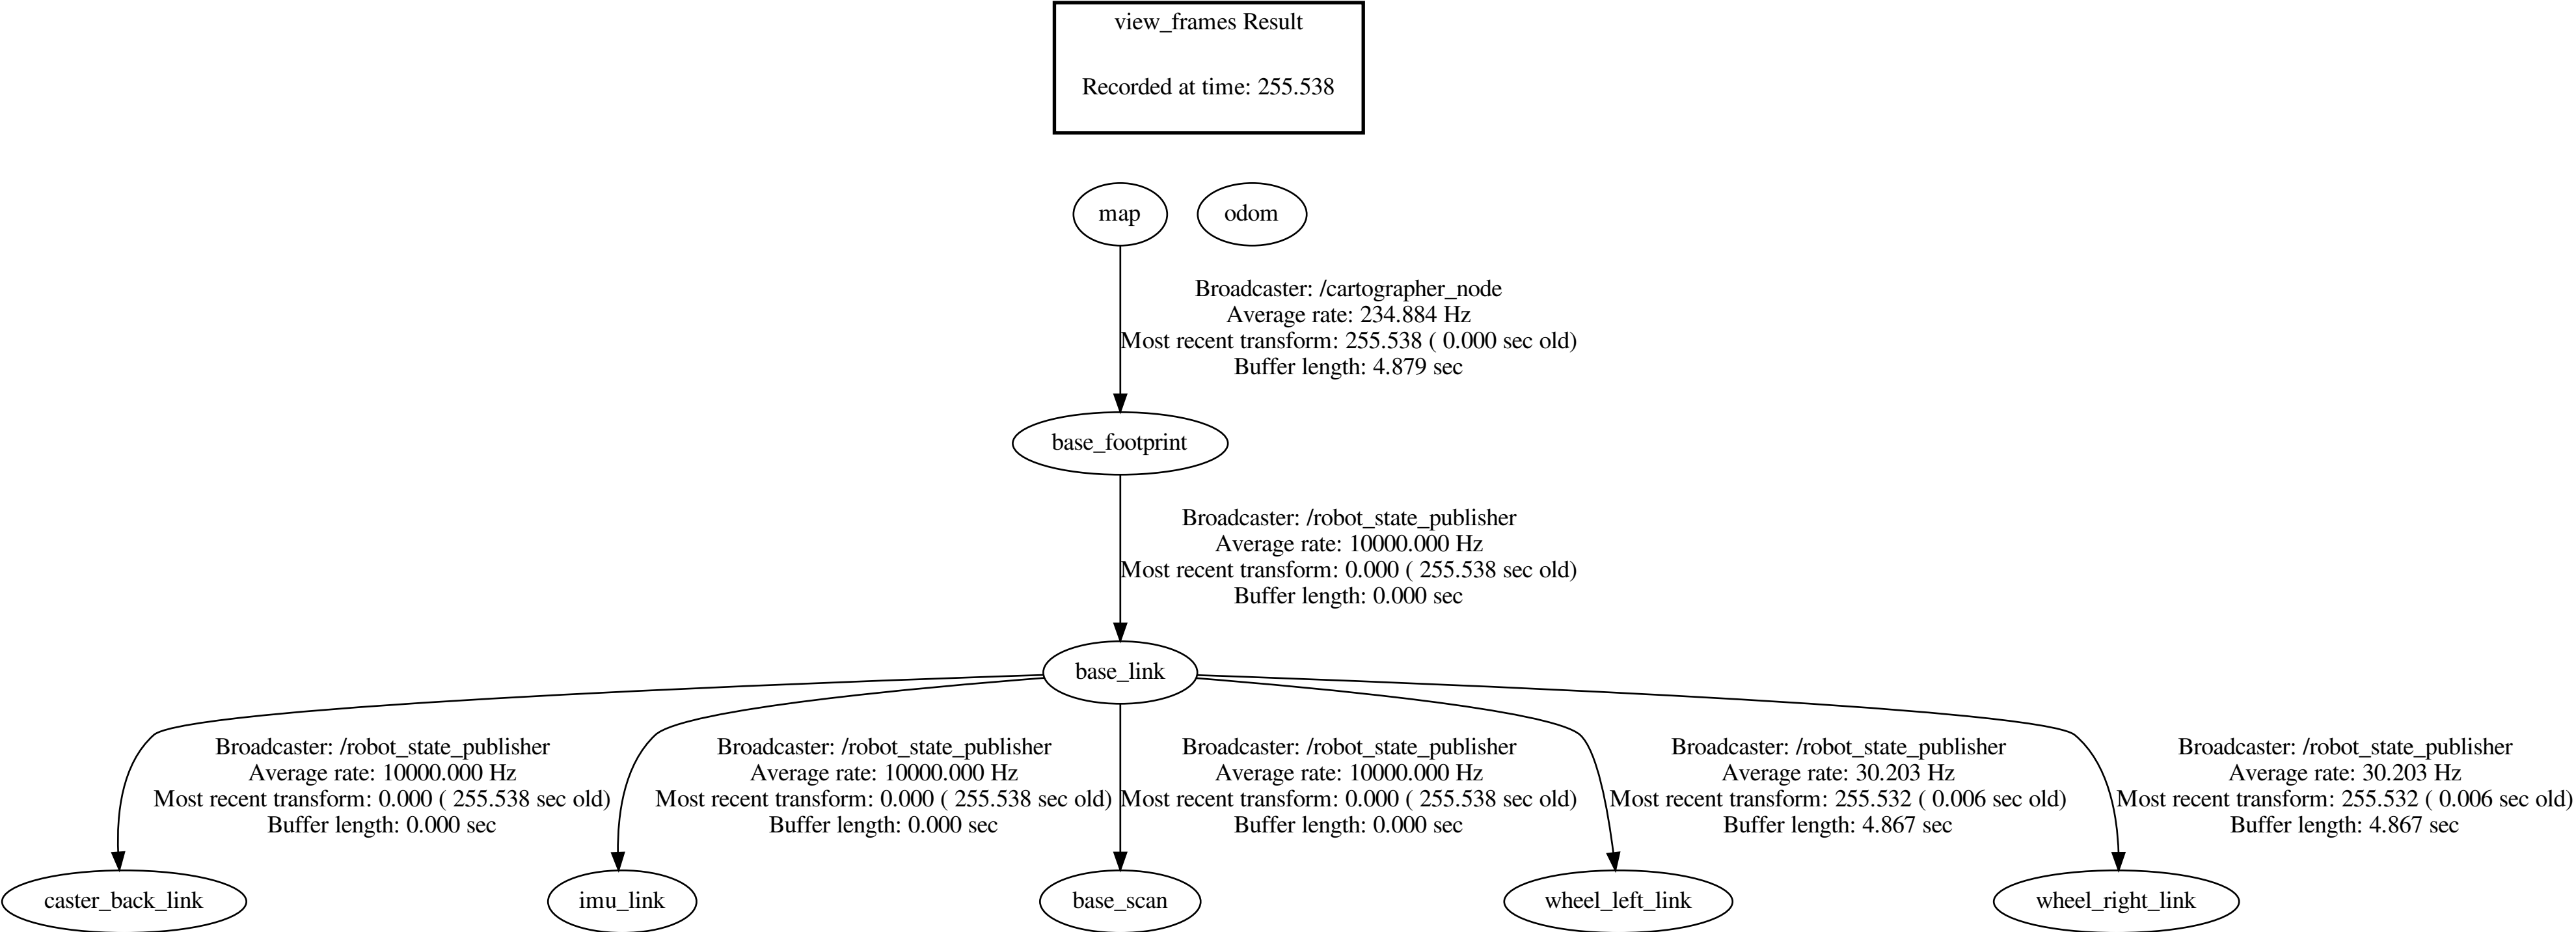 view_frames Result
Recorded at time: 255.538
map
odom
Broadcaster: /cartographer_node
Average rate: 234.884 Hz
Most recent transform: 255.538 ( 0.000 sec old)
Buffer length: 4.879 sec
base_footprint
Broadcaster: /robot_state_publisher
Average rate: 10000.000 Hz
Most recent transform: 0.000 ( 255.538 sec old)
Buffer length: 0.000 sec
base_link
Broadcaster: /robot_state_publisher
Average rate: 10000.000 Hz
Most recent transform: 0.000 ( 255.538 sec old)
Buffer length: 0.000 sec
Broadcaster: /robot_state_publisher
Average rate: 10000.000 Hz
Most recent transform: 0.000 ( 255.538 sec old)
Buffer length: 0.000 sec
Broadcaster: /robot_state_publisher
Average rate: 10000.000 Hz
Most recent transform: 0.000 ( 255.538 sec old)
Buffer length: 0.000 sec
Broadcaster: /robot_state_publisher
Average rate: 30.203 Hz
Most recent transform: 255.532 ( 0.006 sec old)
Buffer length: 4.867 sec
Broadcaster: /robot_state_publisher
Average rate: 30.203 Hz
Most recent transform: 255.532 ( 0.006 sec old)
Buffer length: 4.867 sec
caster_back_link
imu_link
base_scan
wheel_left_link
wheel_right_link